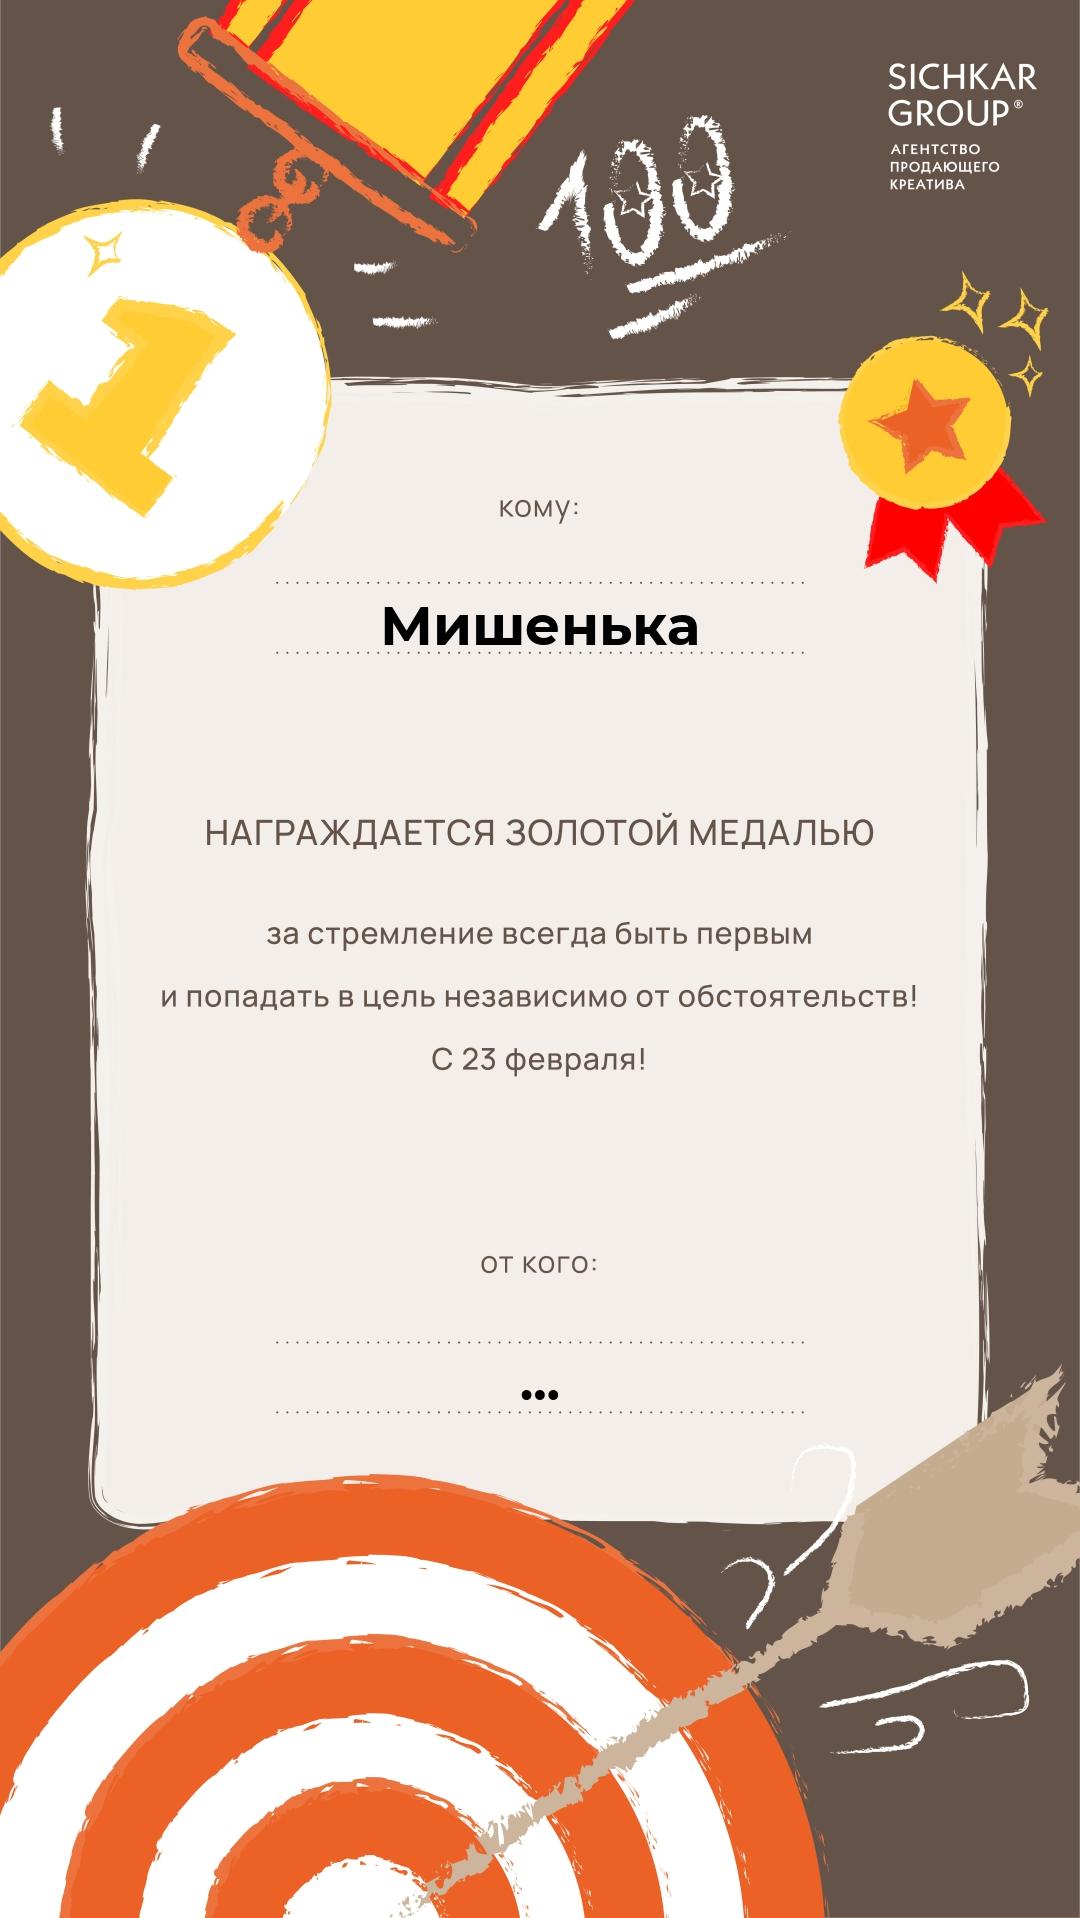 SICHKAR
GROUP®
АГЕНТСТВО
ПРОДАЮЩЕГО
КРЕАТИВА
100
1
кому:
Мишенька
НАГРАЖДАЕТСЯ ЗОЛОТОЙ МЕДАЛЬЮ
за стремление всегда быть первым
и попадать в цель независимо от обстоятельств!
С 23 февраля!
от кого:
...